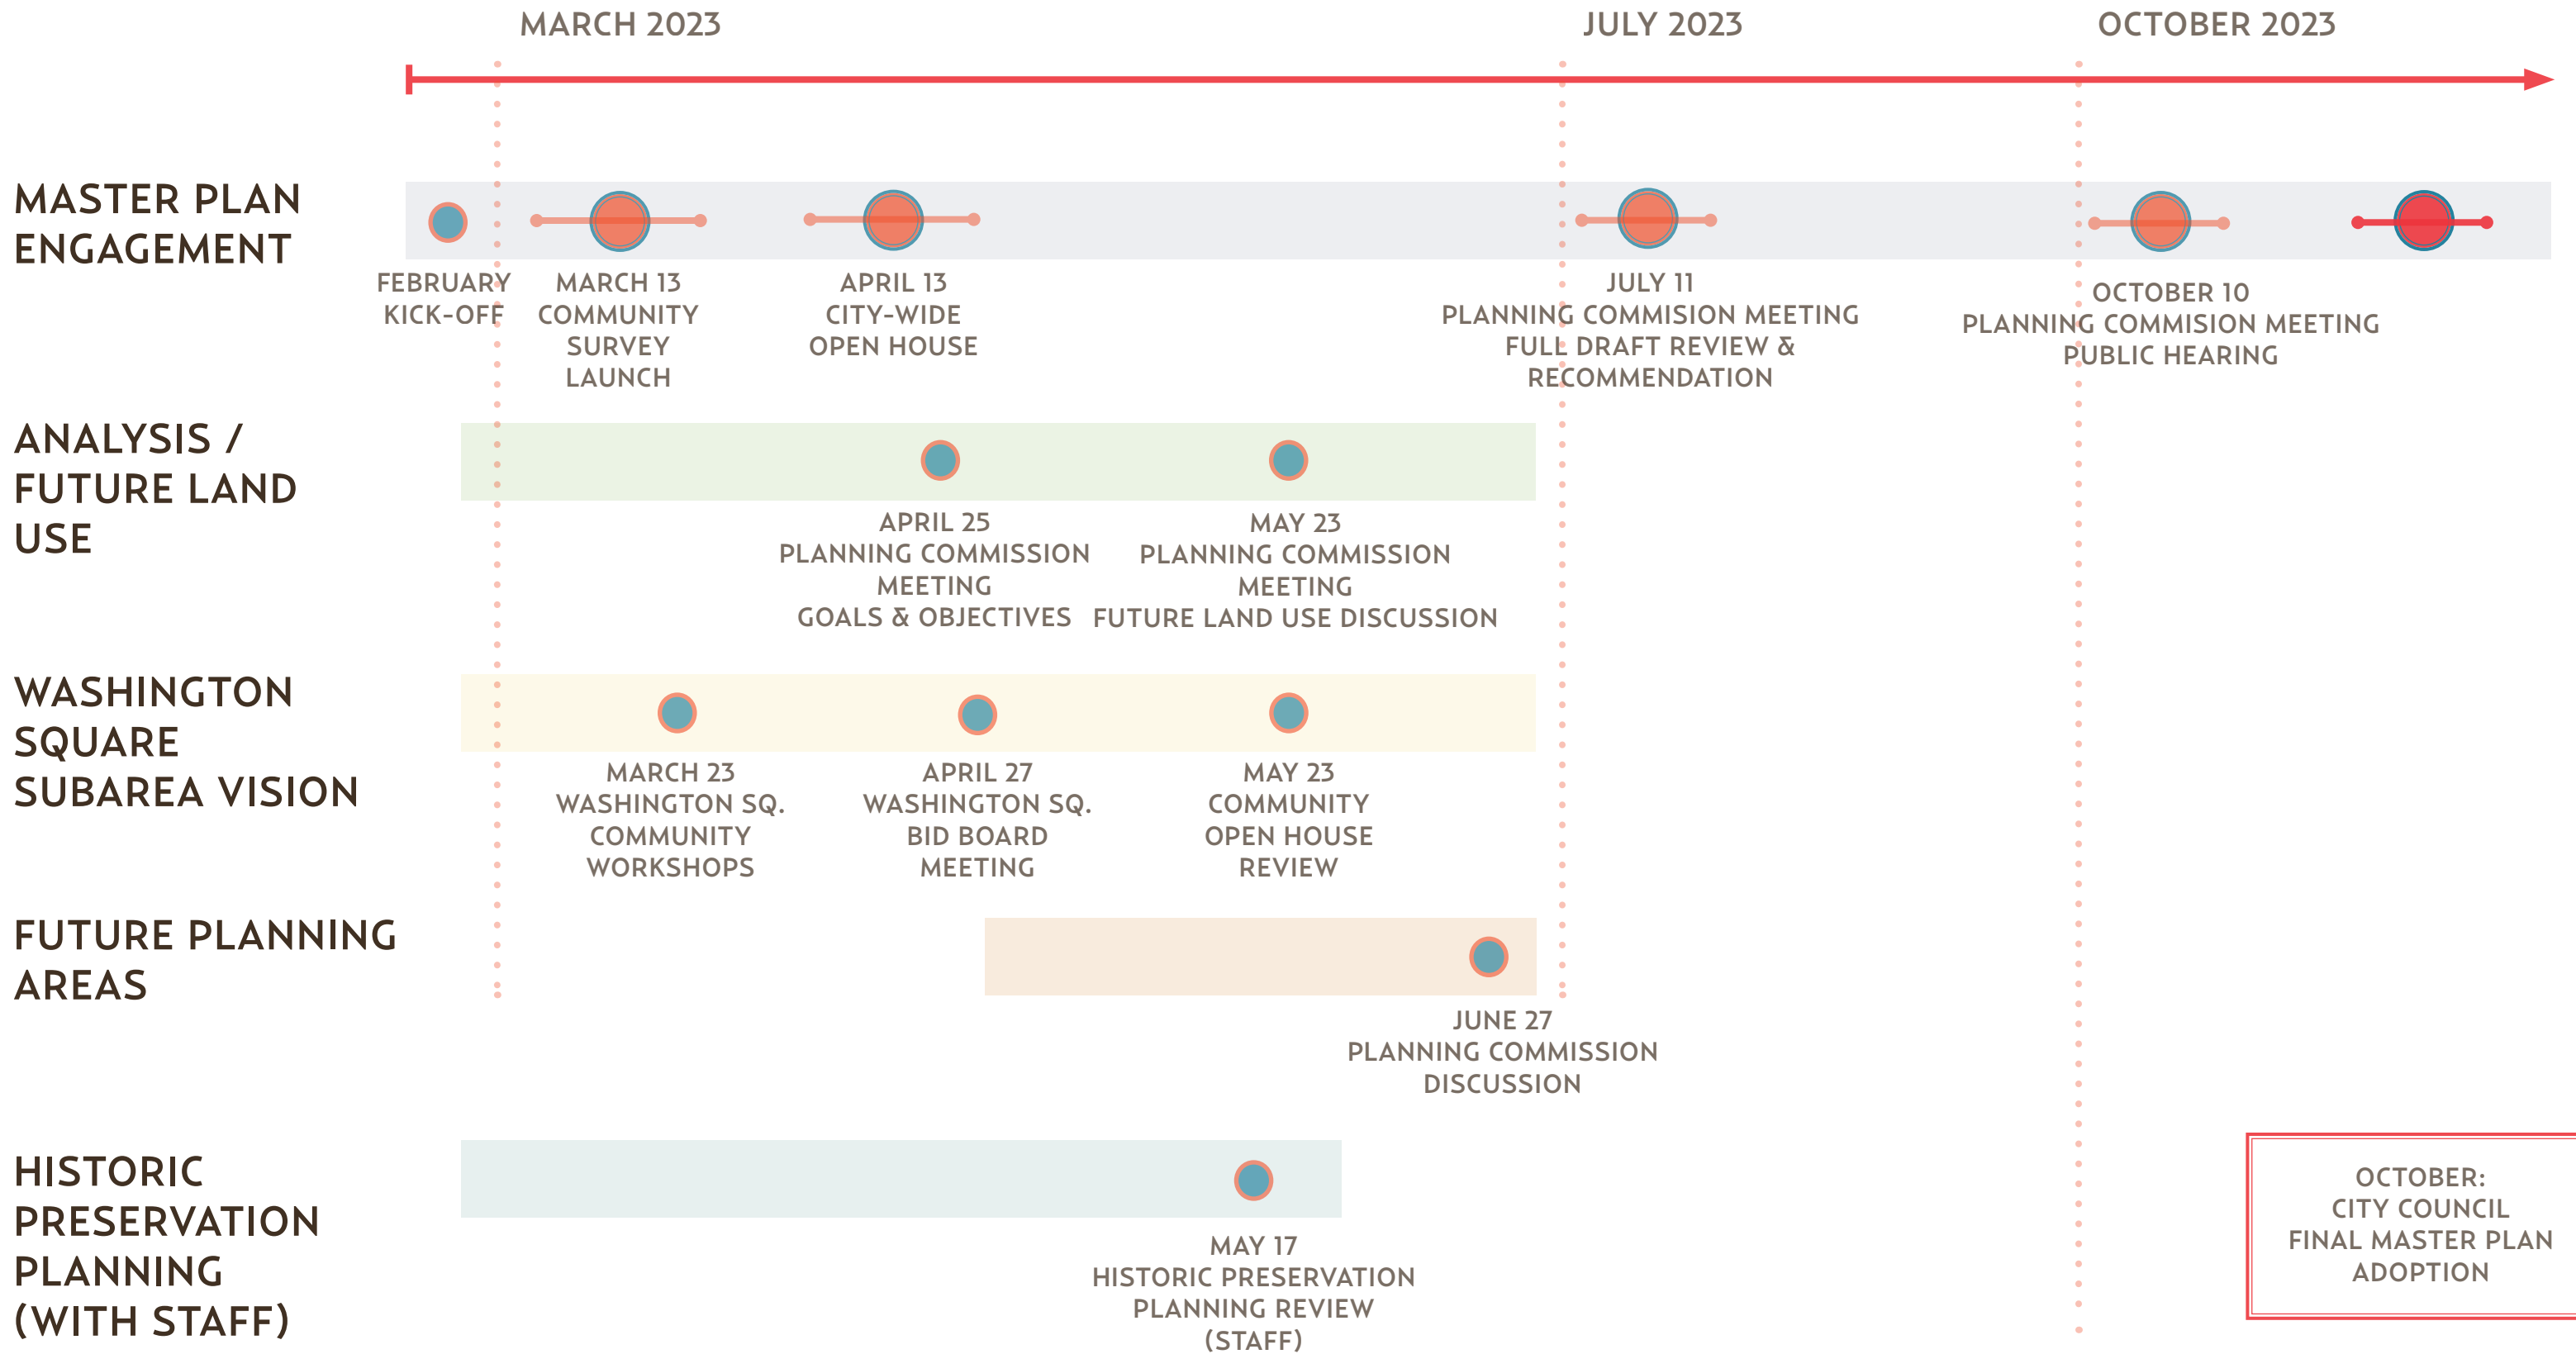 MARCH 2023
JULY 2023
OCTOBER 2023
MASTER PLAN
ENGAGEMENT
FEBRUARY
KICK-OFF
MARCH 13
COMMUNITY
SURVEY
LAUNCH
APRIL 13
CITY-WIDE
OPEN HOUSE
JULY 11
PLANNING COMMISION MEETING
FULL DRAFT REVIEW &
RECOMMENDATION
OCTOBER 10
PLANNING COMMISION MEETING
PUBLIC HEARING
ANALYSIS /
FUTURE LAND
USE
APRIL 25
PLANNING COMMISSION
MEETING
GOALS & OBJECTIVES
MAY 23
PLANNING COMMISSION
MEETING
FUTURE LAND USE DISCUSSION
WASHINGTON
SQUARE
SUBAREA VISION
MARCH 23
WASHINGTON SQ.
COMMUNITY
WORKSHOPS
APRIL 27
WASHINGTON SQ.
BID BOARD
MEETING
MAY 23
COMMUNITY
OPEN HOUSE
REVIEW
FUTURE PLANNING
AREAS
JUNE 27
PLANNING COMMISSION
DISCUSSION
HISTORIC
PRESERVATION
PLANNING
(WITH STAFF)
MAY 17
HISTORIC PRESERVATION
PLANNING REVIEW
(STAFF)
OCTOBER:
CITY COUNCIL
FINAL MASTER PLAN
ADOPTION